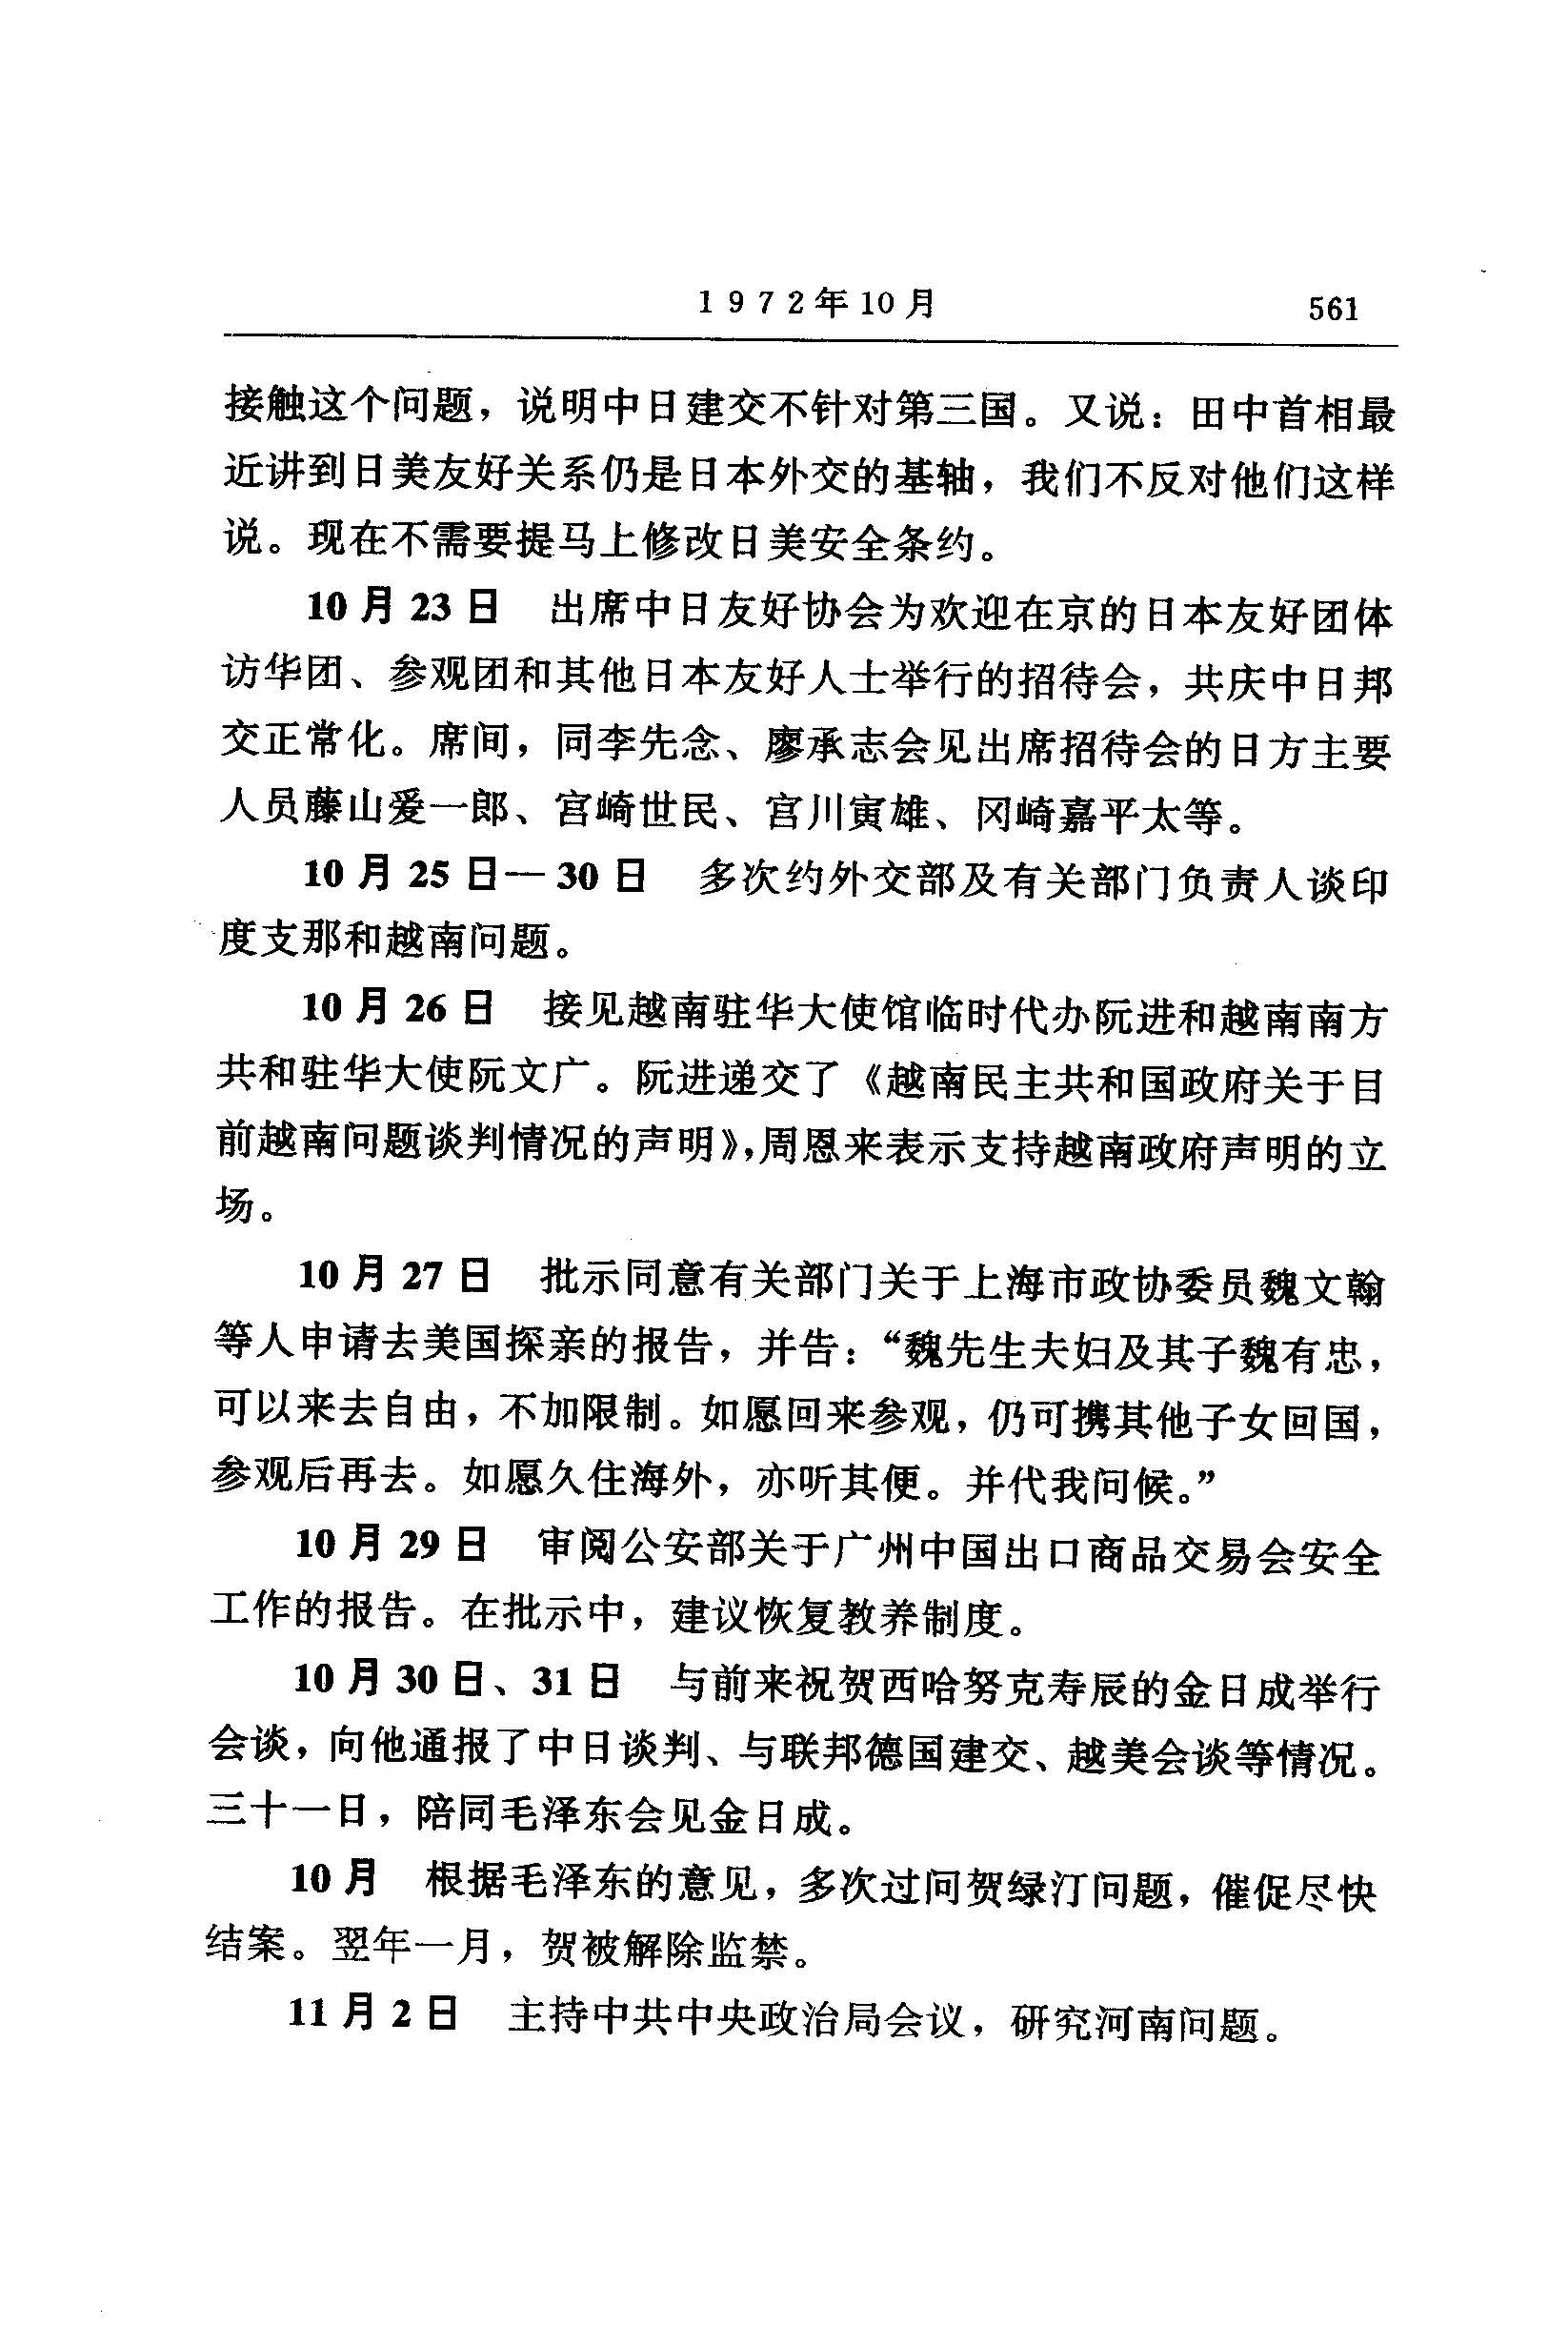 1972年10月 561
接触这个问题，说明中日建交不针对第三国。又说：田中首相最
近讲到日美友好关系仍是日本外交的基轴，我们不反对他们这样
说。现在不需要提马上修改日美安全条约。
10月23日 出席中日友好协会为欢迎在京的日本友好团体
访华团、参观团和其他日本友好人士举行的招待会，共庆中日邦
交正常化。席间，同李先念、廖承志会见出席招待会的日方主要
人员藤山爱一郎、宫崎世民、宫川寅雄、冈崎嘉平太等。
10月25日—30日 多次约外交部及有关部门负责人谈印
度支那和越南问题。
10月26日 接见越南驻华大使馆临时代办阮进和越南南方
共和驻华大使阮文广。阮进递交了《越南民主共和国政府关于目
前越南问题谈判情况的声明》，周恩来表示支持越南政府声明的立
场。
10月27日 批示同意有关部门关于上海市政协委员魏文翰
等人申请去美国探亲的报告，并告：“魏先生夫妇及其子魏有忠，
可以来去自由，不加限制。如愿回来参观，仍可携其他子女回国，
参观后再去。如愿久住海外，亦听其便。并代我问候。”
10月29日 审阅公安部关于广州中国出口商品交易会安全
工作的报告。在批示中，建议恢复教养制度。
10月30日、31日 与前来祝贺西哈努克寿辰的金日成举行
会谈，向他通报了中日谈判、与联邦德国建交、越美会谈等情况。
三十一日，陪同毛泽东会见金日成。
10月 根据毛泽东的意见，多次过问贺绿汀问题，催促尽快
结案。翌年一月，贺被解除监禁。
11月2日 主持中共中央政治局会议，研究河南问题。